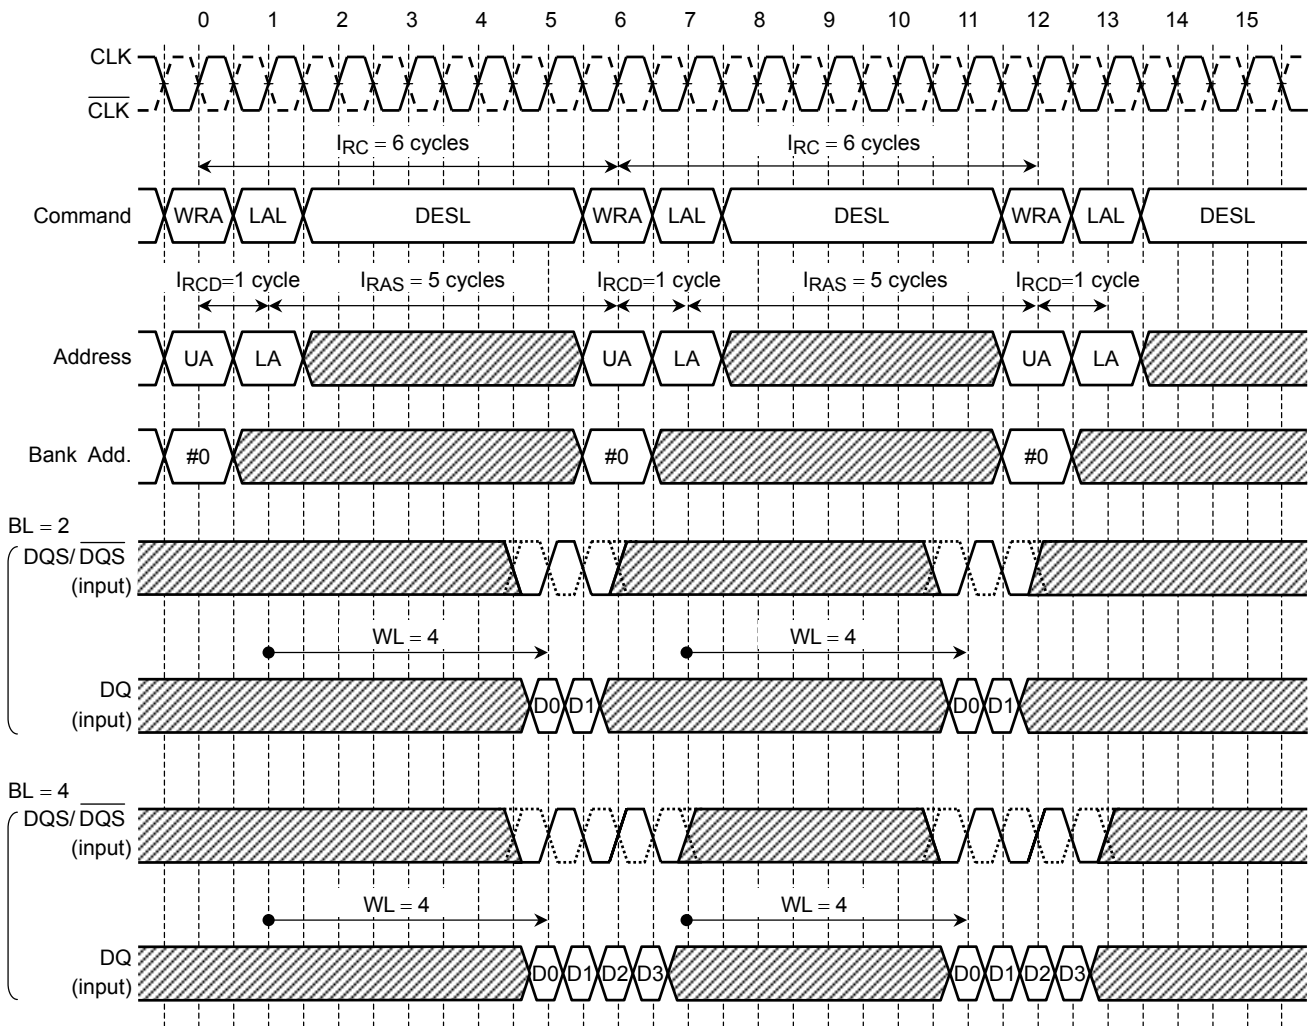 0 1 2 3 4 5 6 7 8 9 10 11 12 13 14 15
CLK
CLK
IRC = 6 cycles IRC = 6 cycles
Command WRA LAL DESL WRA LAL DESL WRA LAL DESL
IRCD=1 cycle IRAS = 5 cycles IRCD=1 cycle IRAS = 5 cycles IRCD=1 cycle
Address UA LA UA LA UA LA
Bank Add. #0 #0 #0
BL = 2
DQS/ DQS
(input)
WL = 4 WL = 4
DQ
(input) D0 D1 D0 D1
BL = 4
DQS/ DQS
(input)
WL = 4 WL = 4
DQ
(input) D0 D1 D2 D3 D0 D1 D2 D3